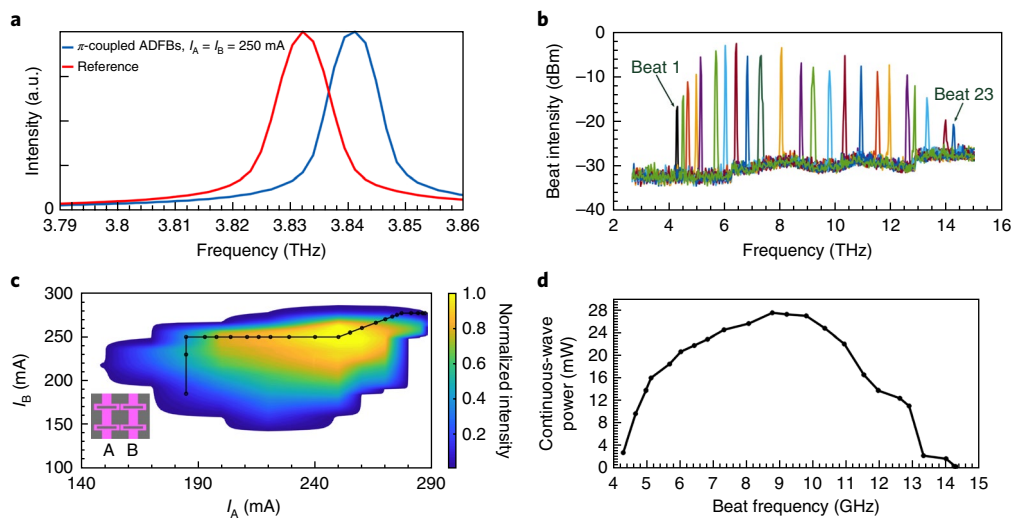 a
π-coupled ADFBs, IA = IB = 250 mA
Reference
Intensity (a.u.)
0
3.79 3.80 3.81 3.82 3.83 3.84 3.85 3.86
Frequency (THz)
b
0
−10
−20
−30
−40
Beat intensity (dBm)
Beat 1
Beat 23
2 4 6 8 10 12 14 16
Frequency (THz)
c
300
250
200
150
100
IB (mA)
A B
140 190 240 290
IA (mA)
1.0
0.8
0.6
0.4
0.2
Normalized intensity
d
28
24
20
16
12
8
4
0
Continuous-wave
power (mW)
4 5 6 7 8 9 10 11 12 13 14 15
Beat frequency (GHz)